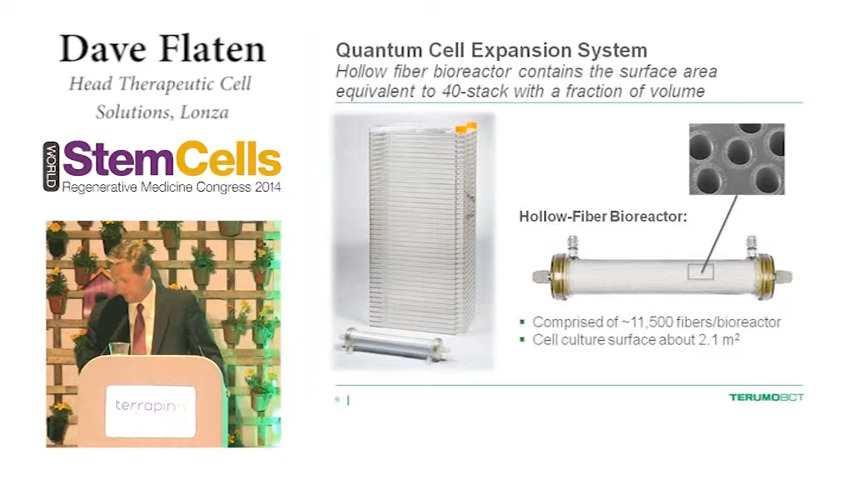 Dave Flaten
Head Therapeutic Cell
Solutions, Lonza
WORLD
StemCells
Regenerative Medicine Congress 2014
terrapinn
Quantum Cell Expansion System
Hollow fiber bioreactor contains the surface area
equivalent to 40-stack with a fraction of volume
Hollow-Fiber Bioreactor:
Comprised of ~11,500 fibers/bioreactor
Cell culture surface about 2.1 m²
9 |
TERUMOBCT